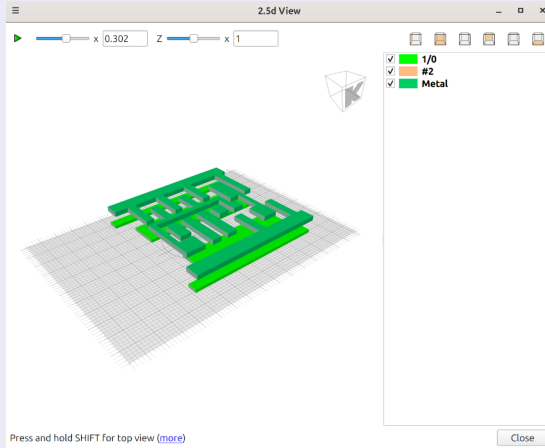 2.5d View
x 0.302 Z x 1
1/0
#2
Metal
Press and hold SHIFT for top view (more)
Close